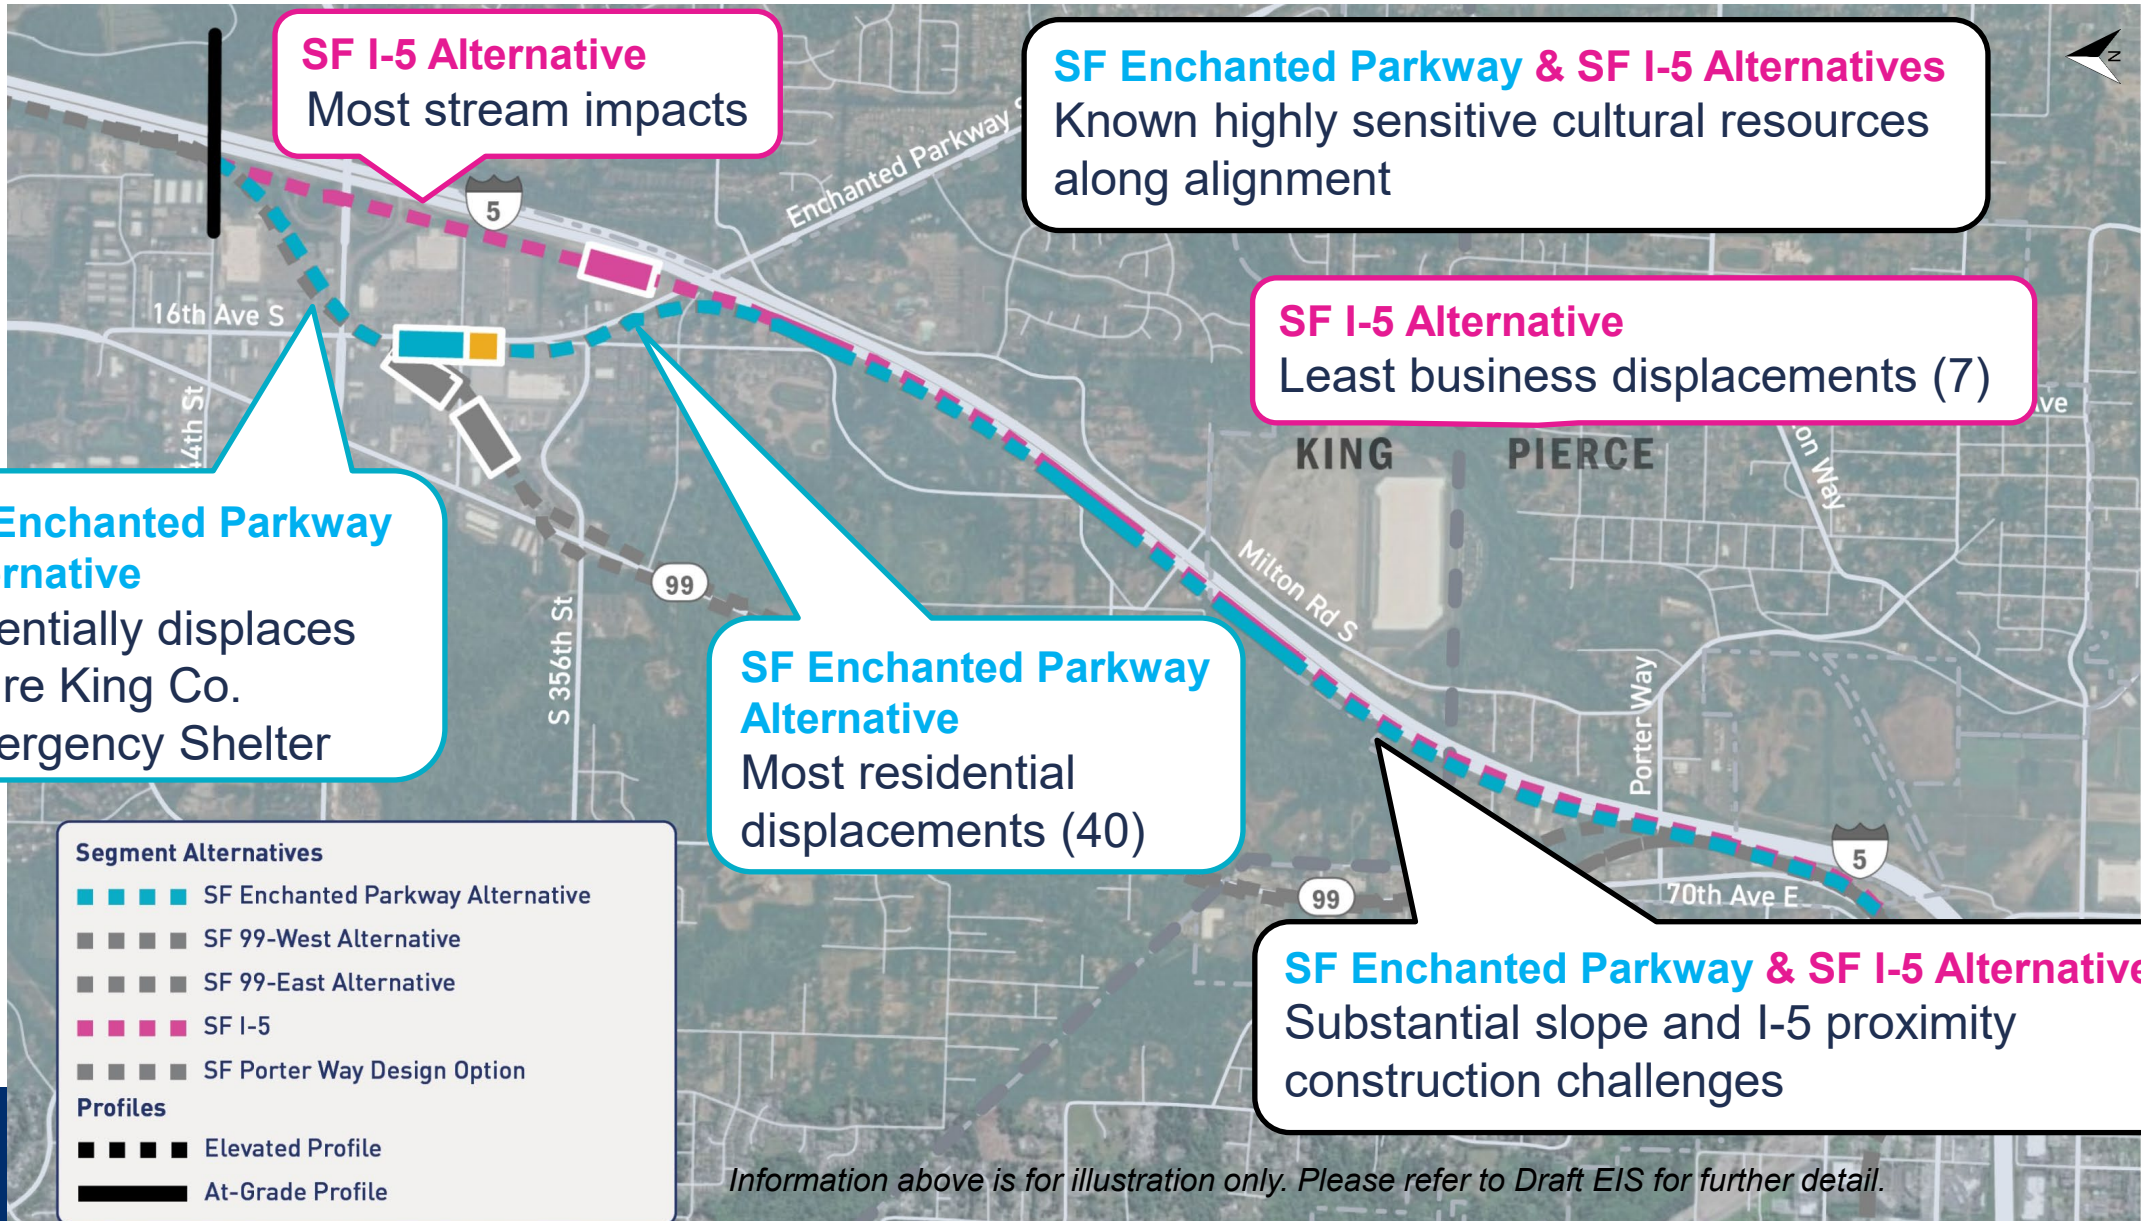 SF I-5 Alternative
Most stream impacts
SF Enchanted Parkway & SF I-5 Alternatives
Known highly sensitive cultural resources
along alignment
N
5
Enchanted Parkway
16th Ave S
SF I-5 Alternative
Least business displacements (7)
44th St
KING
PIERCE
Enchanted Parkway
rnative
entially displaces
re King Co.
ergency Shelter
99
S 356th St
Milton Rd S
on Way
ve
SF Enchanted Parkway
Alternative
Most residential
displacements (40)
Porter Way
5
70th Ave E
99
SF Enchanted Parkway & SF I-5 Alternative
Substantial slope and I-5 proximity
construction challenges
Segment Alternatives
SF Enchanted Parkway Alternative
SF 99-West Alternative
SF 99-East Alternative
SF I-5
SF Porter Way Design Option
Profiles
Elevated Profile
At-Grade Profile
Information above is for illustration only. Please refer to Draft EIS for further detail.